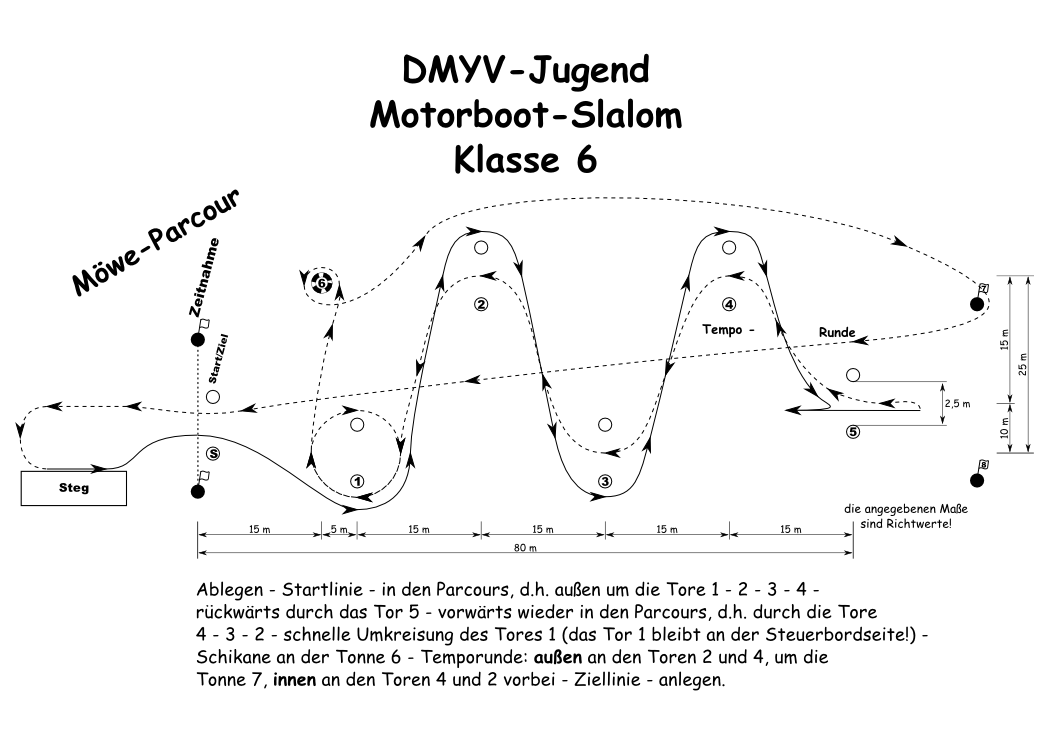 DMYV-Jugend
Motorboot-Slalom
Klasse 6
Möwe-Parcour
Zeitnahme
Start/Ziel
6
2
4
7
Tempo -
Runde
15 m
25 m
2,5 m
10 m
S
1
3
5
8
Steg
die angegebenen Maße
sind Richtwerte!
15 m
5 m
15 m
15 m
15 m
15 m
80 m
Ablegen - Startlinie - in den Parcours, d.h. außen um die Tore 1 - 2 - 3 - 4 -
rückwärts durch das Tor 5 - vorwärts wieder in den Parcours, d.h. durch die Tore
4 - 3 - 2 - schnelle Umkreisung des Tores 1 (das Tor 1 bleibt an der Steuerbordseite!) -
Schikane an der Tonne 6 - Temporunde: außen an den Toren 2 und 4, um die
Tonne 7, innen an den Toren 4 und 2 vorbei - Ziellinie - anlegen.